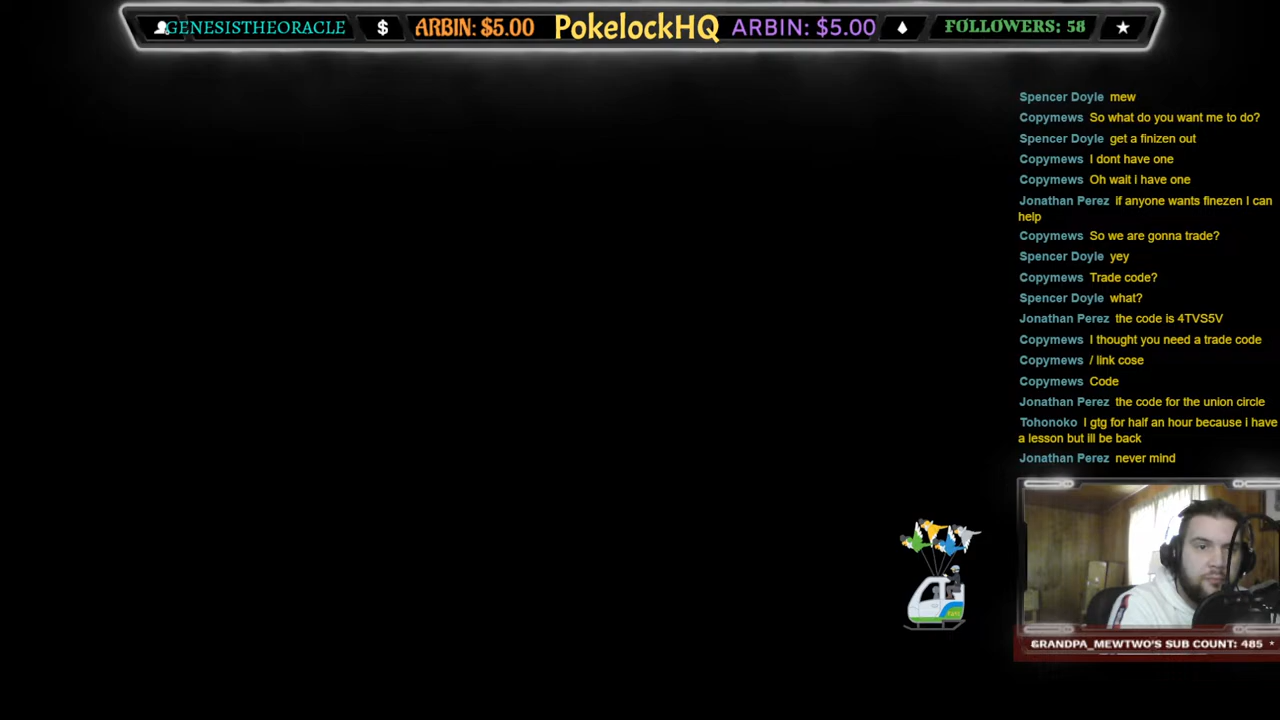 GENESISTHEORACLE $ ARBIN: $5.00 PokelockHQ ARBIN: $5.00 FOLLOWERS: 58
Spencer Doyle mew
Copymews So what do you want me to do?
Spencer Doyle get a finizen out
Copymews I dont have one
Copymews Oh wait i have one
Jonathan Perez if anyone wants finezen I can
help
Copymews So we are gonna trade?
Spencer Doyle yey
Copymews Trade code?
Spencer Doyle what?
Jonathan Perez the code is 4TVS5V
Copymews I thought you need a trade code
Copymews / link cose
Copymews Code
Jonathan Perez the code for the union circle
Tohonoko I gtg for half an hour because i have
a lesson but ill be back
Jonathan Perez never mind
GRANDPA_MEWTWO'S SUB COUNT: 485 *